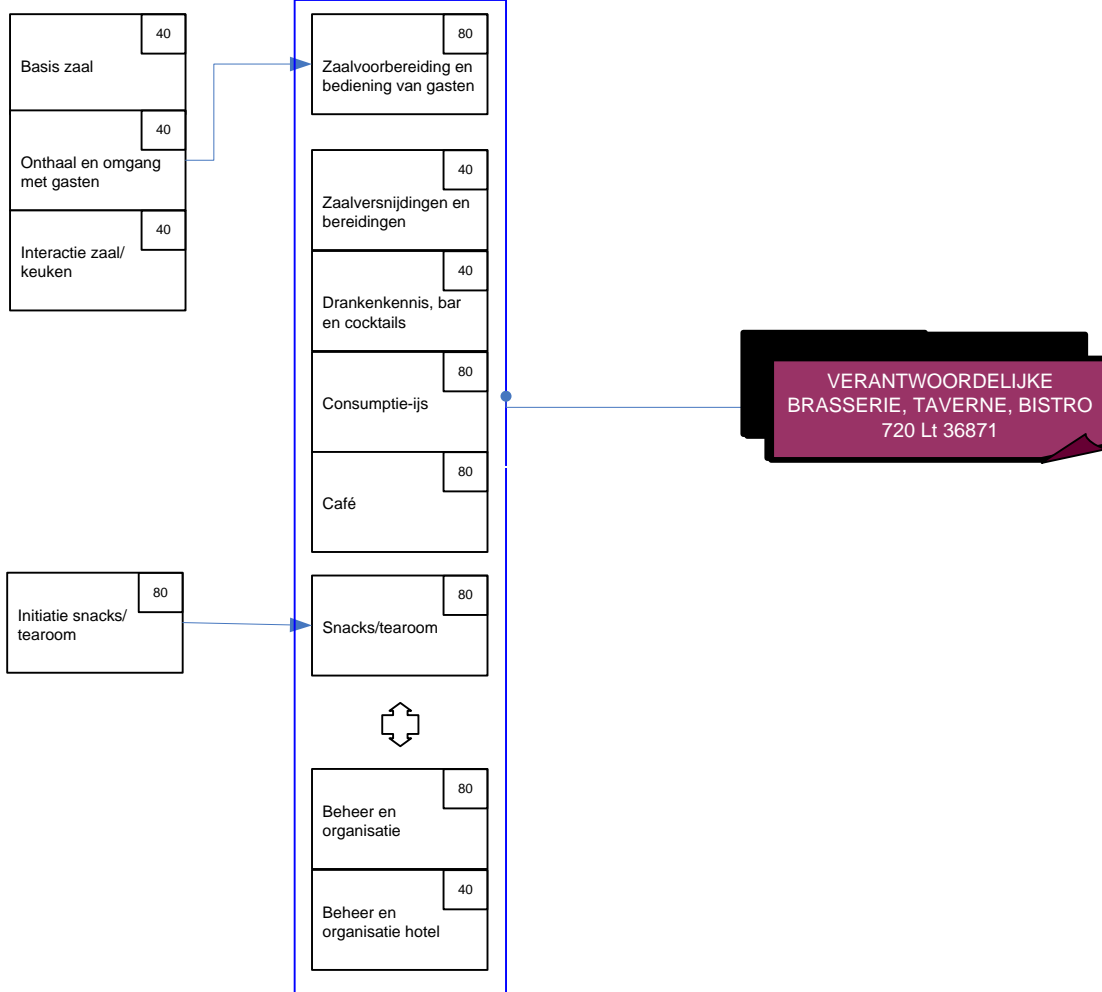 40
Basis zaal
40
Onthaal en omgang
met gasten
40
Interactie zaal/
keuken
80
Initiatie snacks/
tearoom
80
Zaalvoorbereiding en
bediening van gasten
40
Zaalversnijdingen en
bereidingen
40
Drankenkennis, bar
en cocktails
80
Consumptie-ijs
80
Café
80
Snacks/tearoom
80
Beheer en
organisatie
40
Beheer en
organisatie hotel
VERANTWOORDELIJKE
BRASSERIE, TAVERNE, BISTRO
720 Lt 36871